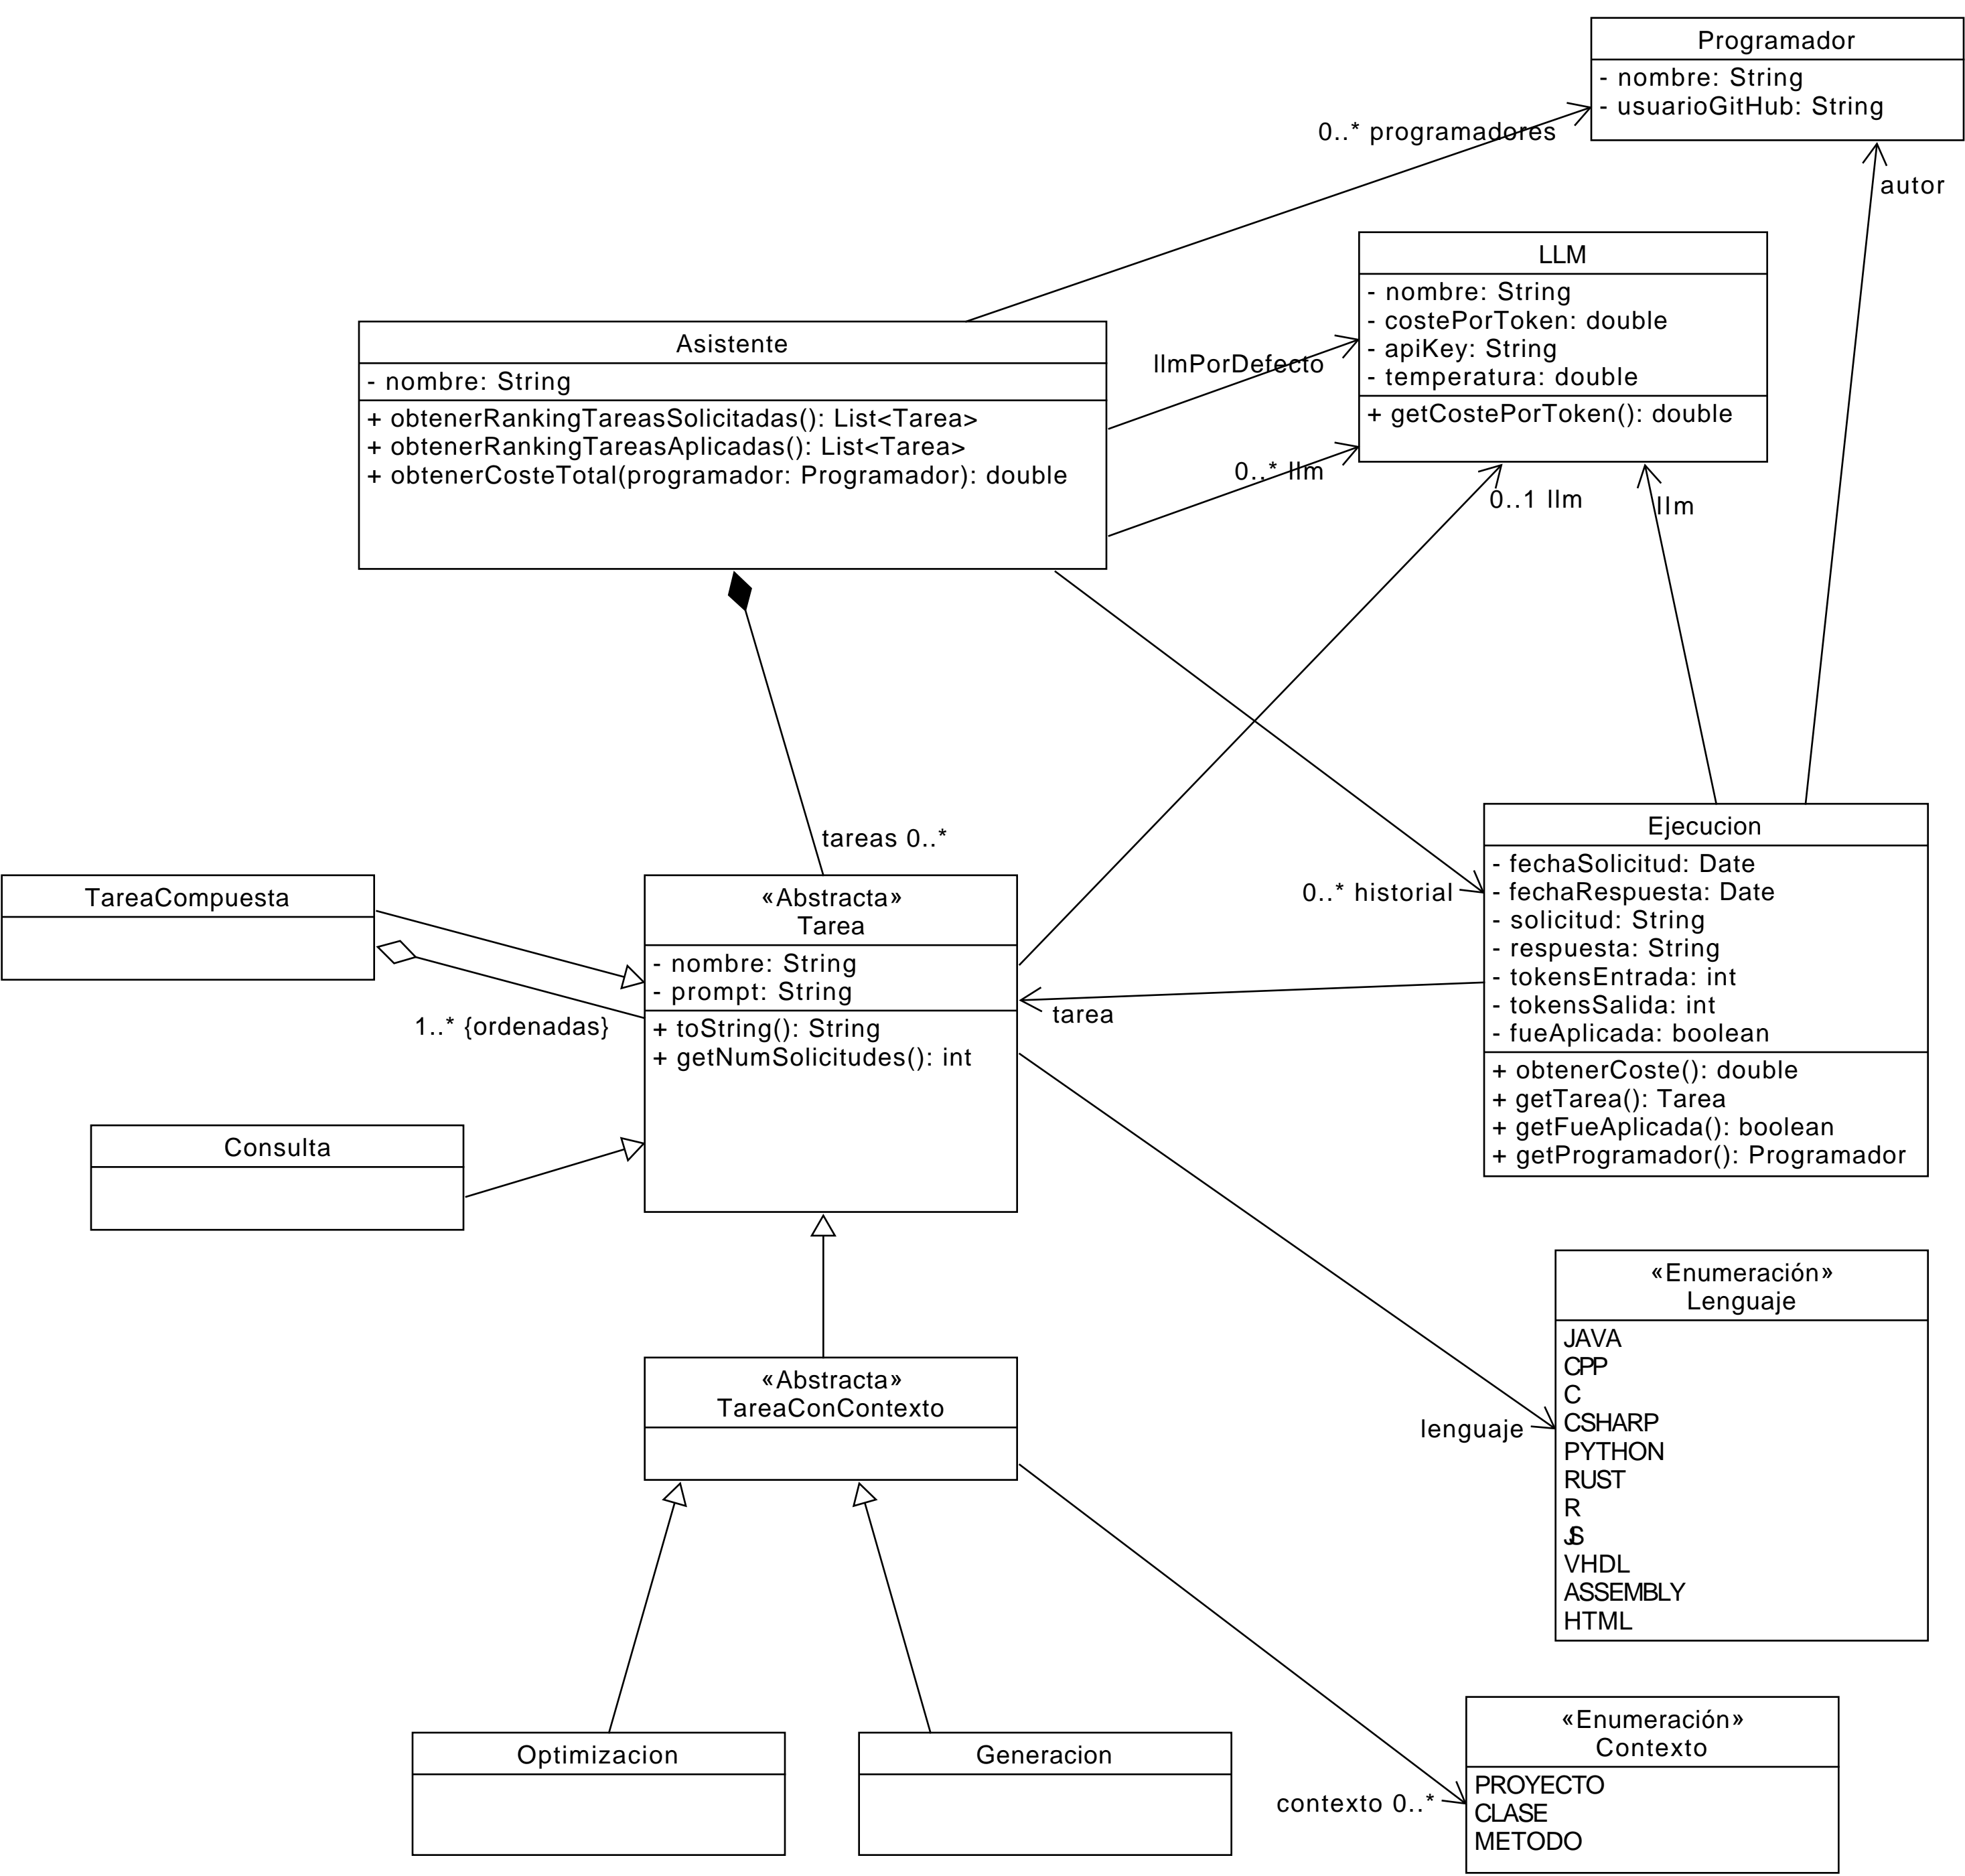 Programador
- nombre: String
- usuarioGitHub: String
0..* programadores
autor
LLM
- nombre: String
- costePorToken: double
- apiKey: String
- temperatura: double
+ getCostePorToken(): double
Asistente
- nombre: String
+ obtenerRankingTareasSolicitadas(): List<Tarea>
+ obtenerRankingTareasAplicadas(): List<Tarea>
+ obtenerCosteTotal(programador: Programador): double
llmPorDefecto
0..* llm
0..1 llm
llm
tareas 0..*
TareaCompuesta
«Abstracta»
Tarea
- nombre: String
- prompt: String
+ toString(): String
+ getNumSolicitudes(): int
1..* {ordenadas}
0..* historial
tarea
Ejecucion
- fechaSolicitud: Date
- fechaRespuesta: Date
- solicitud: String
- respuesta: String
- tokensEntrada: int
- tokensSalida: int
- fueAplicada: boolean
+ obtenerCoste(): double
+ getTarea(): Tarea
+ getFueAplicada(): boolean
+ getProgramador(): Programador
Consulta
«Enumeración»
Lenguaje
JAVA
CPP
C
CSHARP
PYTHON
RUST
R
JS
VHDL
ASSEMBLY
HTML
lenguaje
«Abstracta»
TareaConContexto
Optimizacion
Generacion
«Enumeración»
Contexto
PROYECTO
CLASE
METODO
contexto 0..*